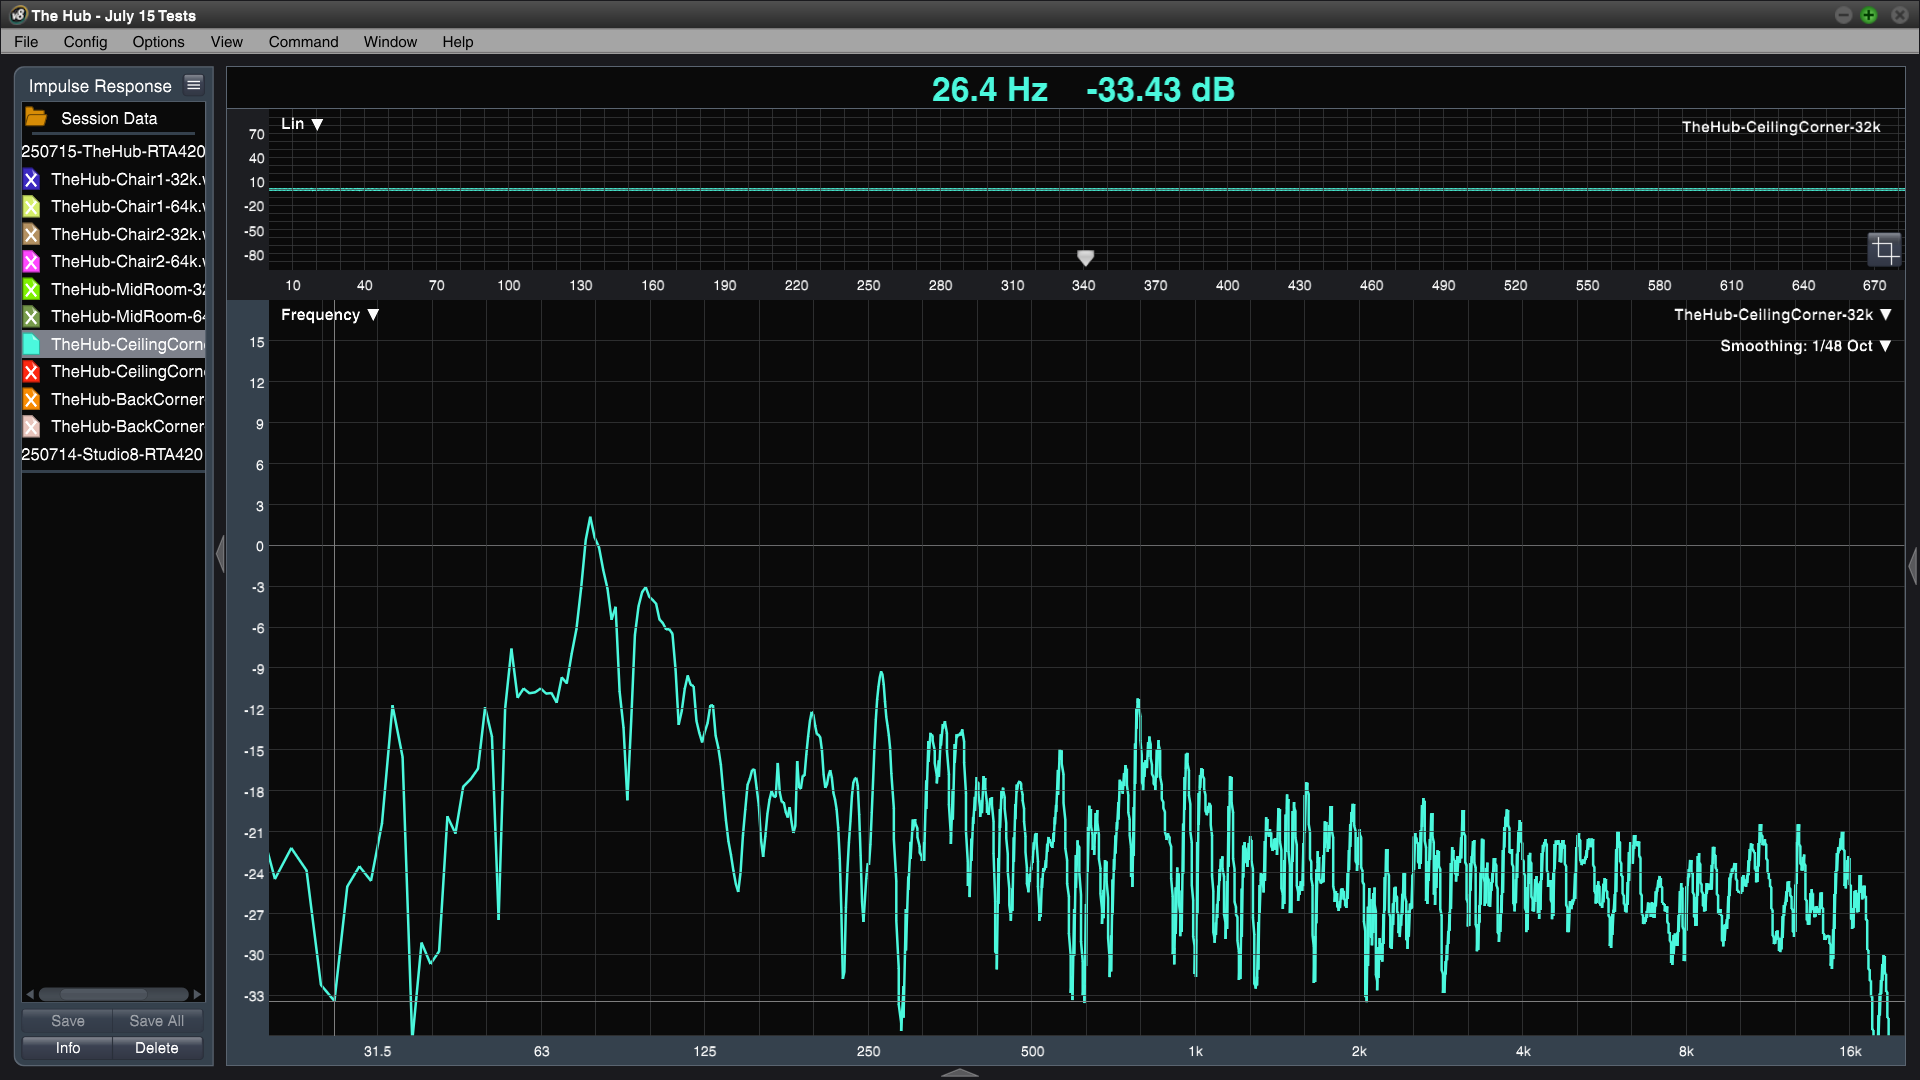 v8 The Hub - July 15 Tests
File Config Options View Command Window Help
Impulse Response
Session Data
250715-TheHub-RTA420
TheHub-Chair1-32k.w
TheHub-Chair1-64k.w
TheHub-Chair2-32k.w
TheHub-Chair2-64k.w
TheHub-MidRoom-32
TheHub-MidRoom-64
TheHub-CeilingCorne
TheHub-CeilingCorne
TheHub-BackCorner
TheHub-BackCorner
250714-Studio8-RTA420
Save Save All
Info Delete
26.4 Hz -33.43 dB
Lin ▼
TheHub-CeilingCorner-32k
70
40
10
-20
-50
-80
10 40 70 100 130 160 190 220 250 280 310 340 370 400 430 460 490 520 550 580 610 640 670
Frequency ▼
TheHub-CeilingCorner-32k ▼
Smoothing: 1/48 Oct ▼
15
12
9
6
3
0
-3
-6
-9
-12
-15
-18
-21
-24
-27
-30
-33
31.5 63 125 250 500 1k 2k 4k 8k 16k